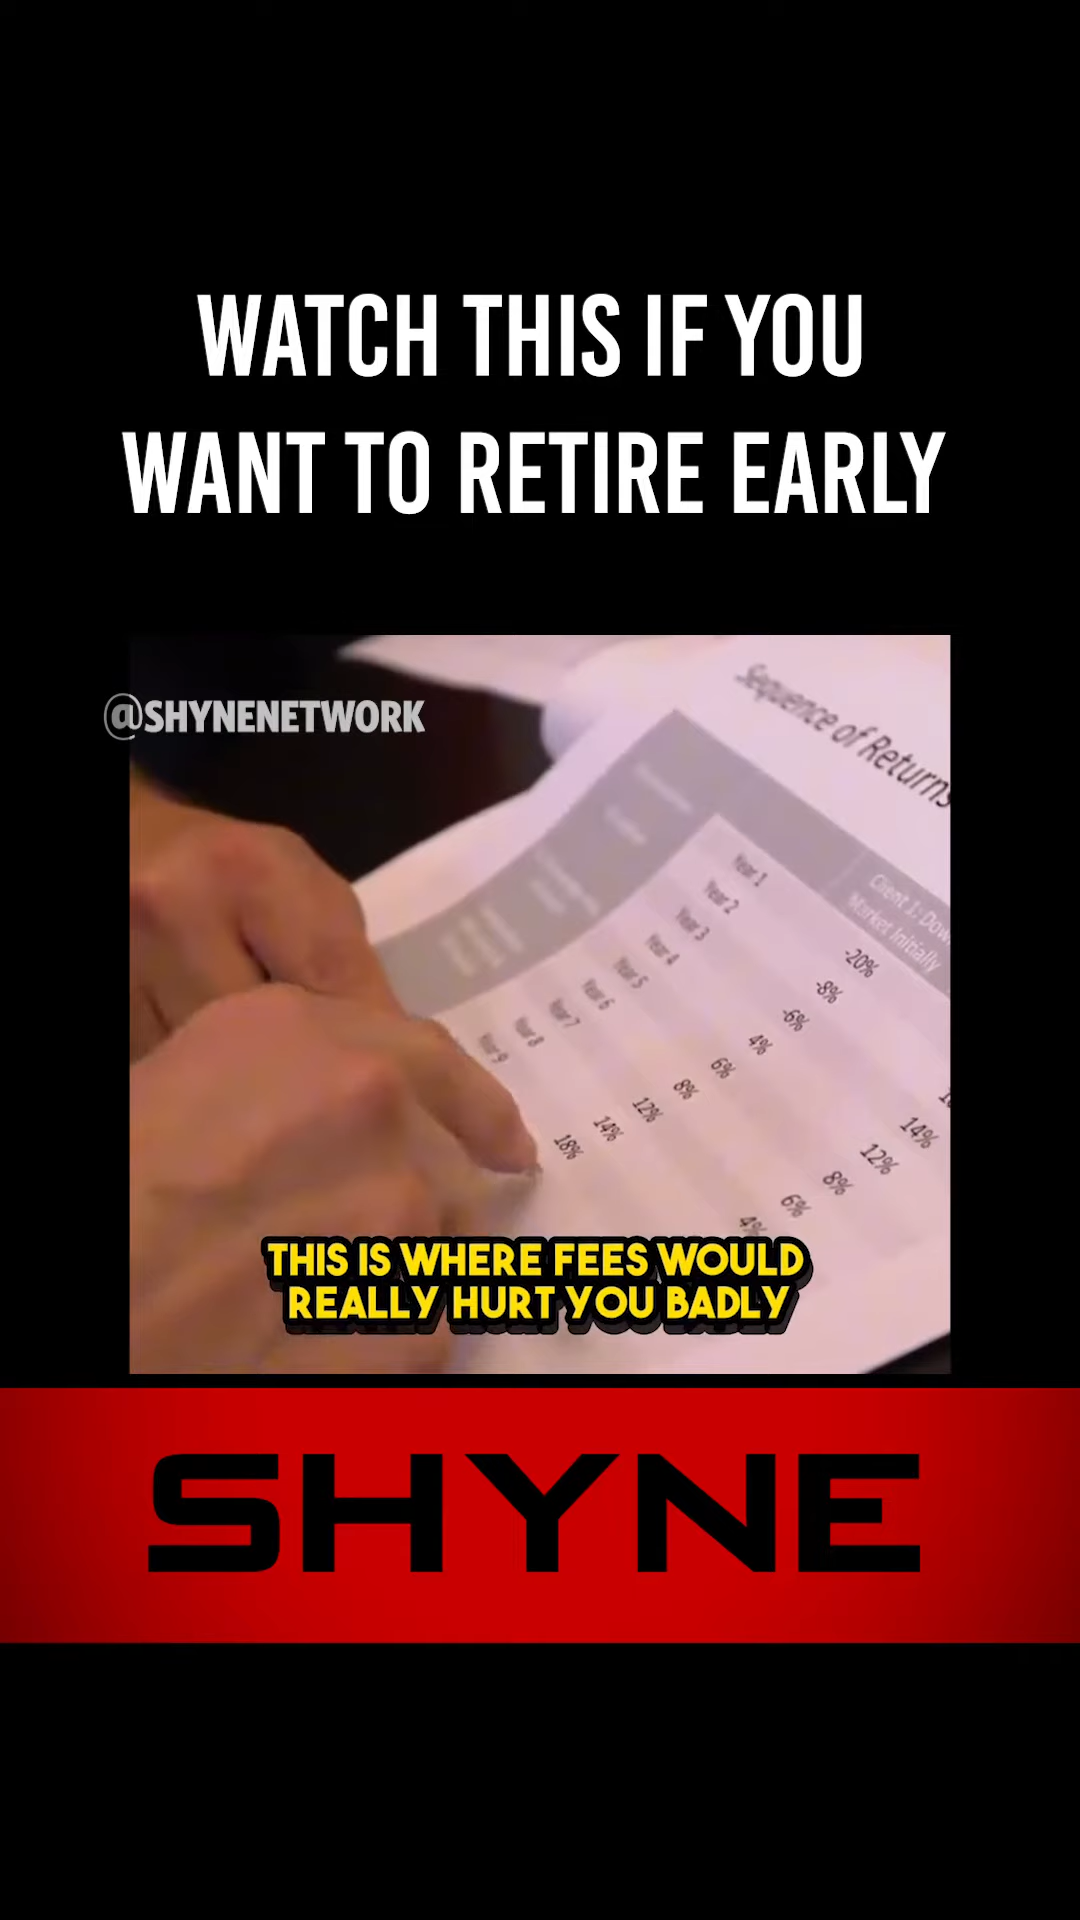 WATCH THIS IF YOU
WANT TO RETIRE EARLY
@SHYNENETWORK
Sequence of Returns
Client 1: Down
Market Initially
Year 1
-20%
Year 2
-8%
Year 3
-6%
Year 4
4%
Year 5
6%
Year 6
8%
Year 7
12%
Year 8
14%
Year 9
18%
14%
12%
8%
6%
4%
THIS IS WHERE FEES WOULD
REALLY HURT YOU BADLY
SHYNE